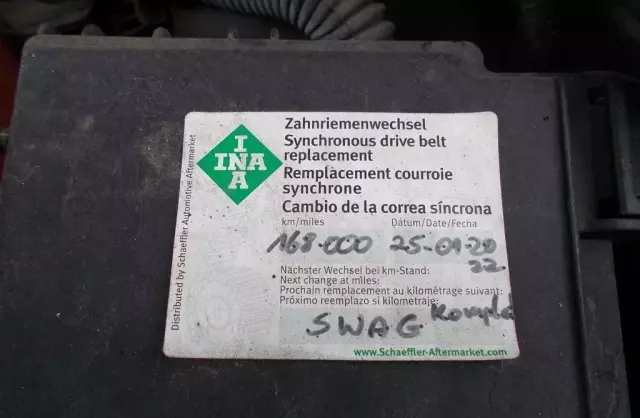 INA
INA
Distributed by Schaeffler Automotive Aftermarket
Zahnriemenwechsel
Synchronous drive belt
replacement
Remplacement courroie
synchrone
Cambio de la correa síncrona
km/miles Datum/Date/Fecha
168.000 25.01.20
22.
Nächster Wechsel bei km-Stand:
Next change at miles:
Prochain remplacement au kilométrage suivant:
Próximo reemplazo si kilometraje:
SWAG Komplet
www.Schaeffler-Aftermarket.com